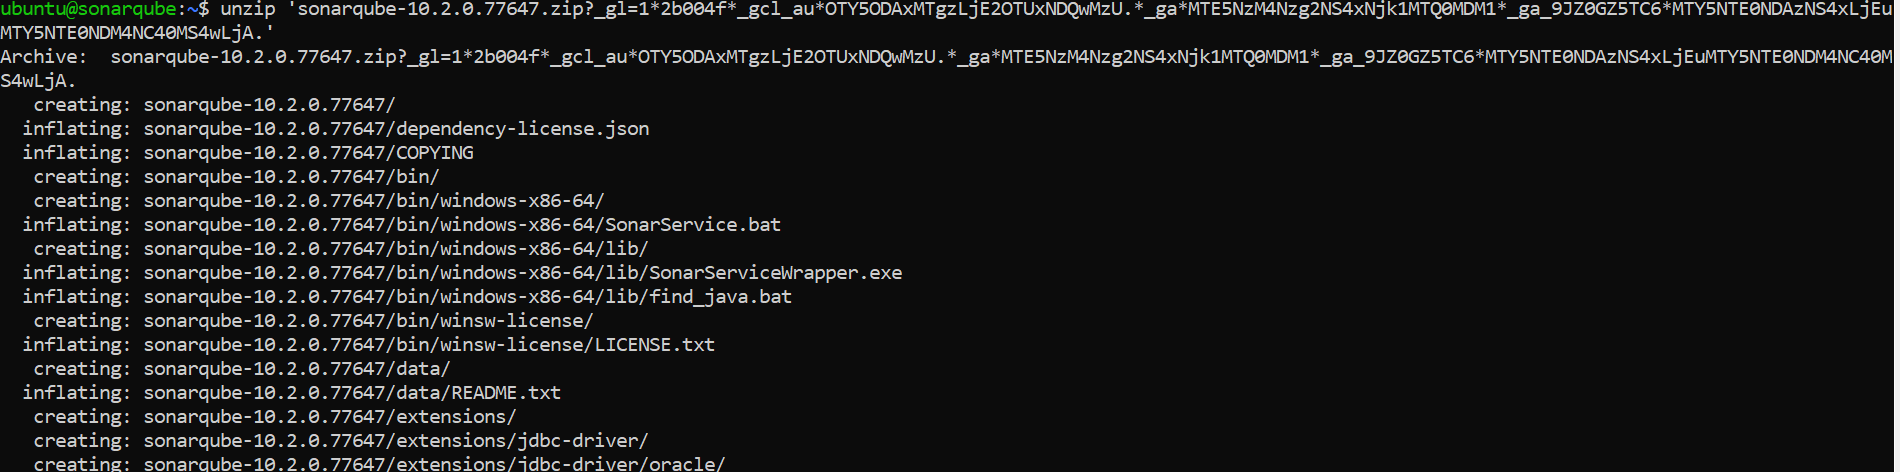 ubuntu@sonarqube:~$ unzip 'sonarqube-10.2.0.77647.zip?_gl=1*2b004f*_gcl_au*OTY5ODAxMTgzLjE2OTUxNDQwMzU.*_ga*MTE5NzM4Nzg2NS4xNjk1MTQ0MDM1*_ga_9JZ0GZ5TC6*MTY5NTE0NDAzNS4xLjEu
MTY5NTE0NDM4NC40MS4wLjA.'
Archive:  sonarqube-10.2.0.77647.zip?_gl=1*2b004f*_gcl_au*OTY5ODAxMTgzLjE2OTUxNDQwMzU.*_ga*MTE5NzM4Nzg2NS4xNjk1MTQ0MDM1*_ga_9JZ0GZ5TC6*MTY5NTE0NDAzNS4xLjEuMTY5NTE0NDM4NC40M
S4wLjA.
   creating: sonarqube-10.2.0.77647/
  inflating: sonarqube-10.2.0.77647/dependency-license.json
  inflating: sonarqube-10.2.0.77647/COPYING
   creating: sonarqube-10.2.0.77647/bin/
   creating: sonarqube-10.2.0.77647/bin/windows-x86-64/
  inflating: sonarqube-10.2.0.77647/bin/windows-x86-64/SonarService.bat
   creating: sonarqube-10.2.0.77647/bin/windows-x86-64/lib/
  inflating: sonarqube-10.2.0.77647/bin/windows-x86-64/lib/SonarServiceWrapper.exe
  inflating: sonarqube-10.2.0.77647/bin/windows-x86-64/lib/find_java.bat
   creating: sonarqube-10.2.0.77647/bin/winsw-license/
  inflating: sonarqube-10.2.0.77647/bin/winsw-license/LICENSE.txt
   creating: sonarqube-10.2.0.77647/data/
  inflating: sonarqube-10.2.0.77647/data/README.txt
   creating: sonarqube-10.2.0.77647/extensions/
   creating: sonarqube-10.2.0.77647/extensions/jdbc-driver/
   creating: sonarqube-10.2.0.77647/extensions/jdbc-driver/oracle/